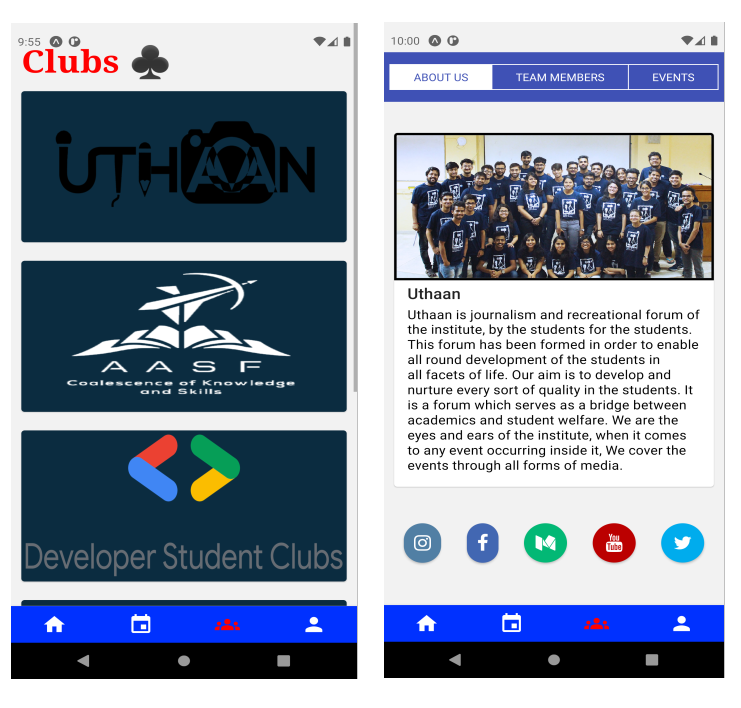 9:55
Clubs
UTHAAN
AASF
Coalescence of Knowledge
and Skills
Developer Student Clubs
10:00
ABOUT US
TEAM MEMBERS
EVENTS
Uthaan
Uthaan is journalism and recreational forum of
the institute, by the students for the students.
This forum has been formed in order to enable
all round development of the students in
all facets of life. Our aim is to develop and
nurture every sort of quality in the students. It
is a forum which serves as a bridge between
academics and student welfare. We are the
eyes and ears of the institute, when it comes
to any event occurring inside it, We cover the
events through all forms of media.
You
Tube